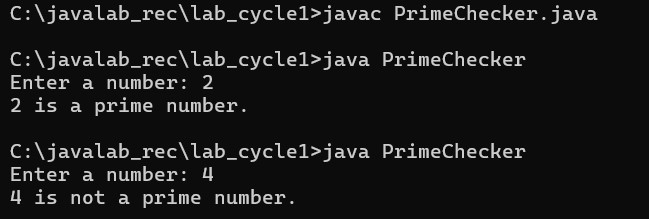 C:\javalab_rec\lab_cycle1>javac PrimeChecker.java
C:\javalab_rec\lab_cycle1>java PrimeChecker
Enter a number: 2
2 is a prime number.
C:\javalab_rec\lab_cycle1>java PrimeChecker
Enter a number: 4
4 is not a prime number.